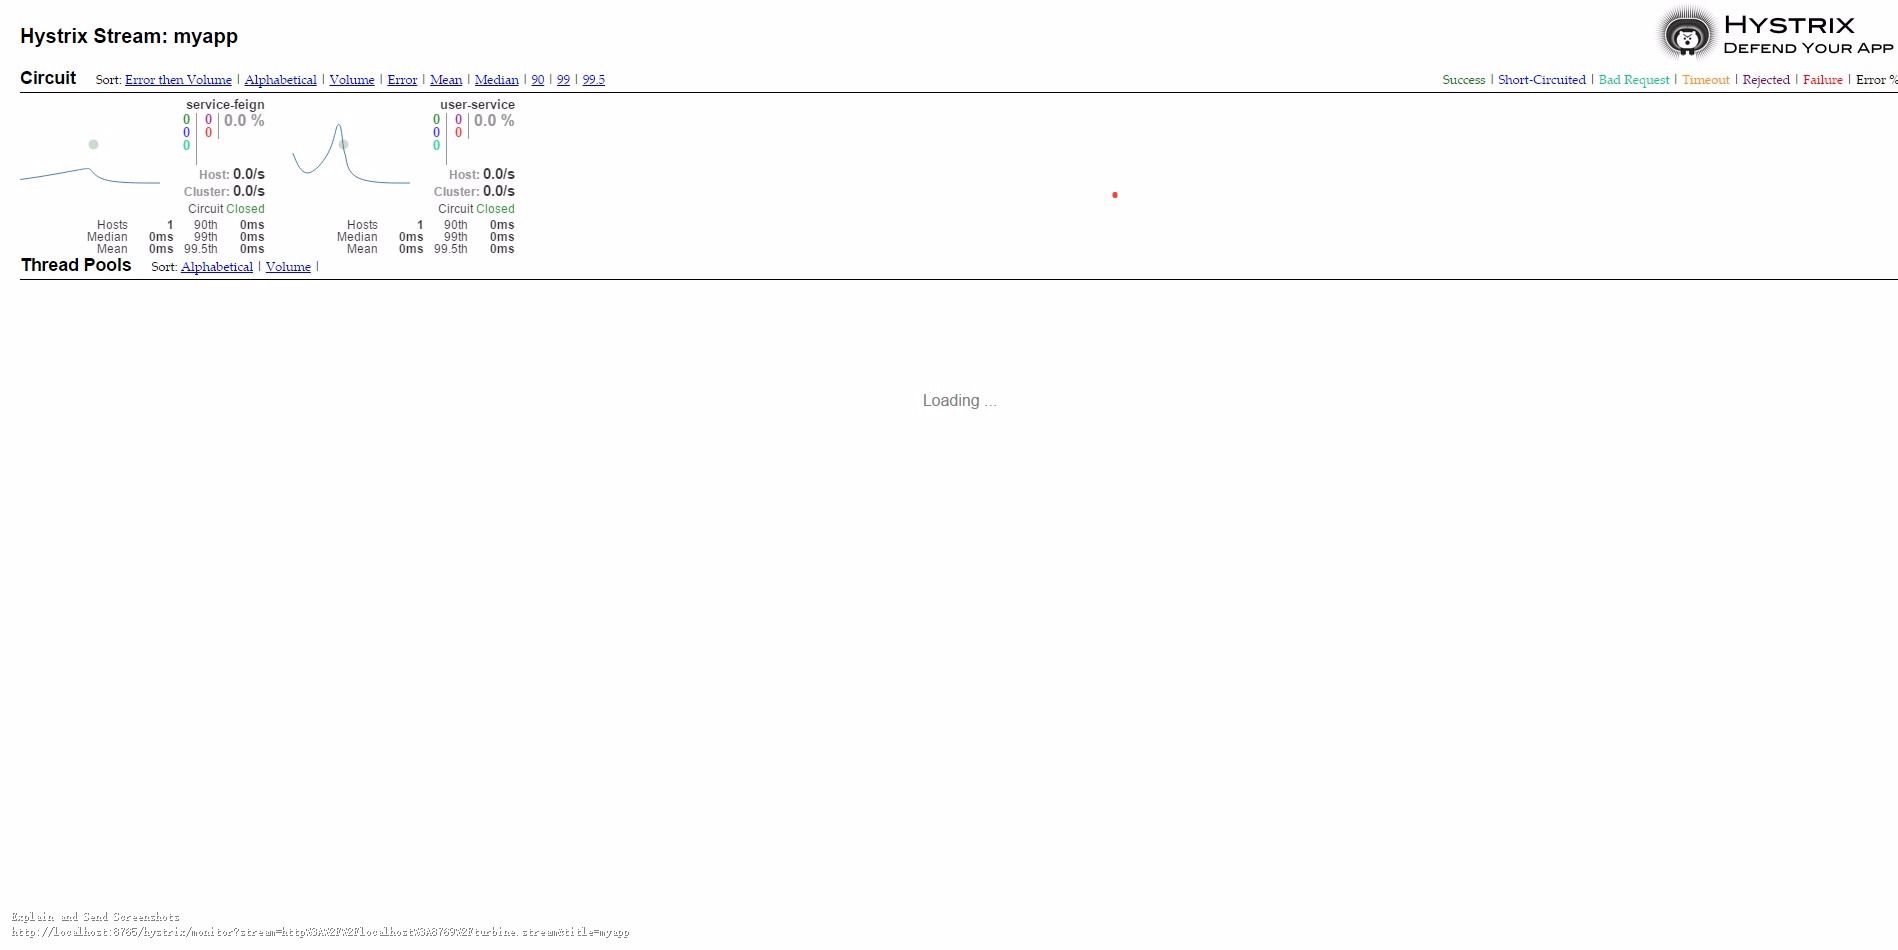 Hystrix Stream: myapp
HYSTRIX
DEFEND YOUR APP
Circuit Sort: Error then Volume | Alphabetical | Volume | Error | Mean | Median | 90 | 99 | 99.5
Success | Short-Circuited | Bad Request | Timeout | Rejected | Failure | Error %
service-feign
0 0 0.0 %
0 0
0
Host: 0.0/s
Cluster: 0.0/s
Circuit Closed
Hosts 1 90th 0ms
Median 0ms 99th 0ms
Mean 0ms 99.5th 0ms
user-service
0 0 0.0 %
0 0
0
Host: 0.0/s
Cluster: 0.0/s
Circuit Closed
Hosts 1 90th 0ms
Median 0ms 99th 0ms
Mean 0ms 99.5th 0ms
Thread Pools Sort: Alphabetical | Volume |
Loading ...
Explain and Send Screenshots
http://localhost:8765/hystrix/monitor?stream=http%3A%2F%2Flocalhost%3A8769%2Fturbine.stream&title=myapp